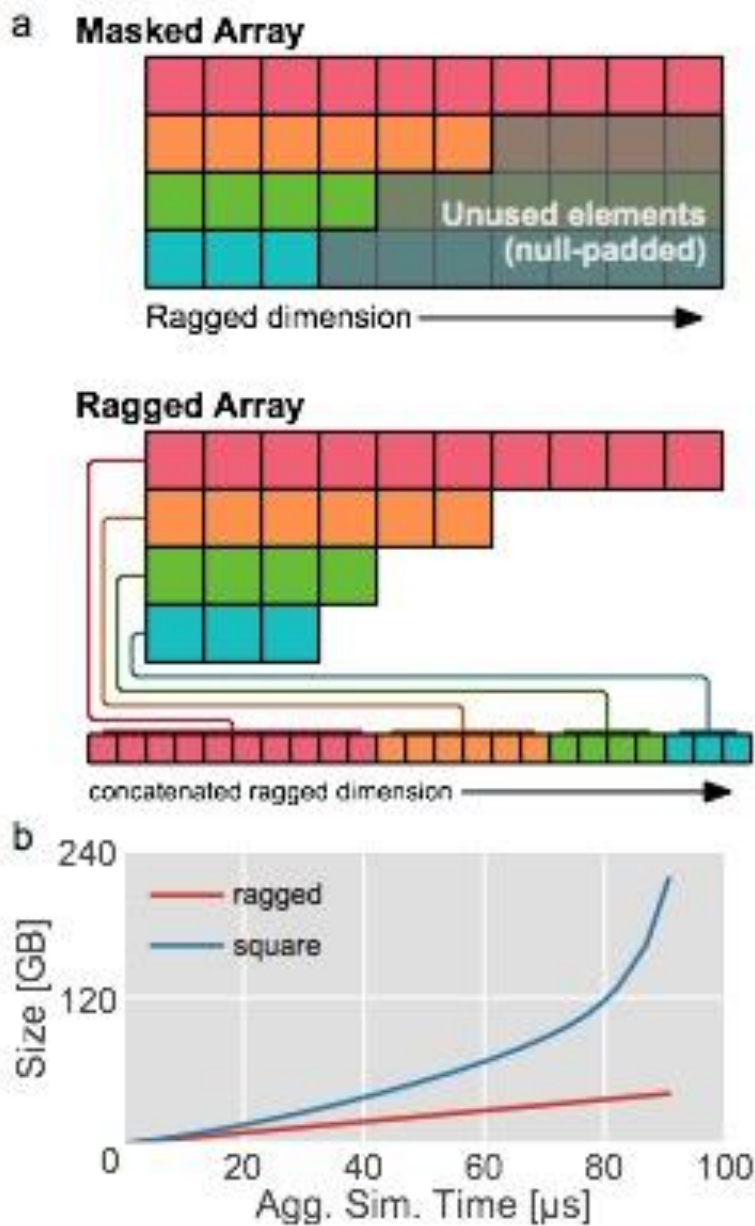 a
Masked Array
Unused elements
(null-padded)
Ragged dimension
Ragged Array
concatenated ragged dimension
b
240
120
0
Size [GB]
ragged
square
20 40 60 80 100
Agg. Sim. Time [μs]